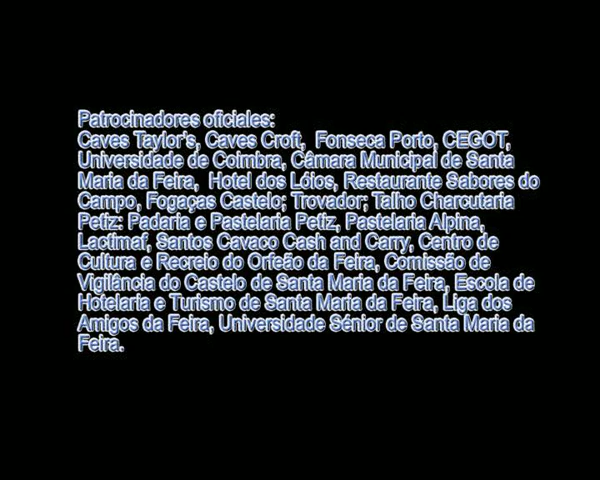 Patrocinadores oficiales:
Caves Taylor's, Caves Croft,  Fonseca Porto, CEGOT,
Universidade de Coimbra, Câmara Municipal de Santa
Maria da Feira,  Hotel dos Lóios, Restaurante Sabores do
Campo, Fogaças Castelo; Trovador; Talho Charcutaria
Petiz: Padaria e Pastelaria Petiz, Pastelaria Alpina,
Lactimaf, Santos Cavaco Cash and Carry, Centro de
Cultura e Recreio do Orfeão da Feira, Comissão de
Vigilância do Castelo de Santa Maria da Feira, Escola de
Hotelaria e Turismo de Santa Maria da Feira, Liga dos
Amigos da Feira, Universidade Sénior de Santa Maria da
Feira.